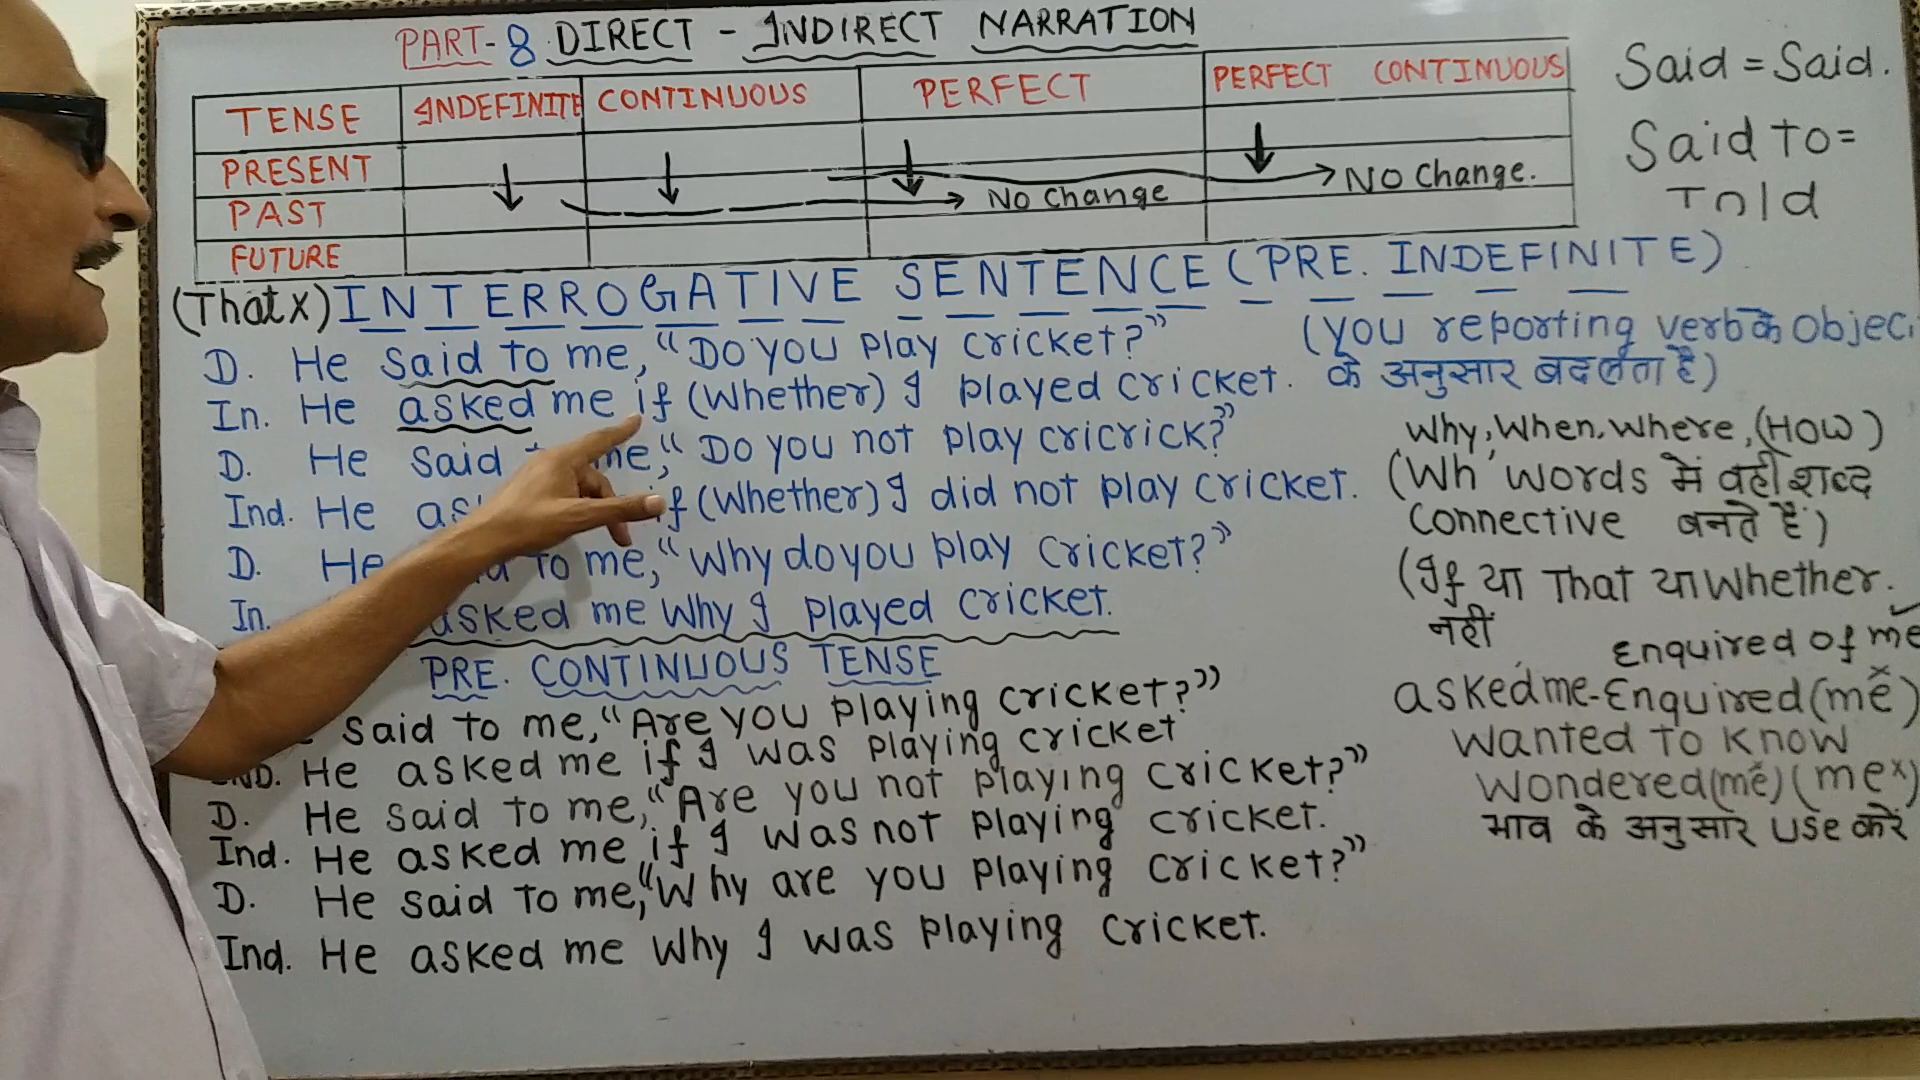 PART-8 DIRECT - INDIRECT NARRATION
TENSE INDEFINITE CONTINUOUS PERFECT PERFECT CONTINUOUS
PRESENT
No Change.
PAST
No Change
FUTURE
Said = Said.
Said to =
Told
(That x) INTERROGATIVE SENTENCE (PRE. INDEFINITE)
D. He said to me, "Do you play cricket?"
In. He asked me if (Whether) I played cricket.
D. He said me, "Do you not play cricrick?"
Ind. He if (Whether) I did not play cricket.
D. He to me, "Why do you play cricket?"
In. asked me why I played cricket.
(you reporting verb के object
के अनुसार बदलता है)
Why, When, Where, (How)
(Wh' words में वही शब्द
Connective बनते हैं)
(If या That या Whether.
नहीं
Enquired of me
asked me - Enquired (me x)
Wanted to know
Wondered (me) (me x)
भाव के अनुसार use करें
PRE. CONTINUOUS TENSE
said to me, "Are you playing cricket?"
IND. He asked me if I was playing cricket
D. He said to me, "Are you not playing cricket?"
Ind. He asked me if I was not playing cricket.
D. He said to me, "Why are you playing cricket?"
Ind. He asked me why I was playing cricket.